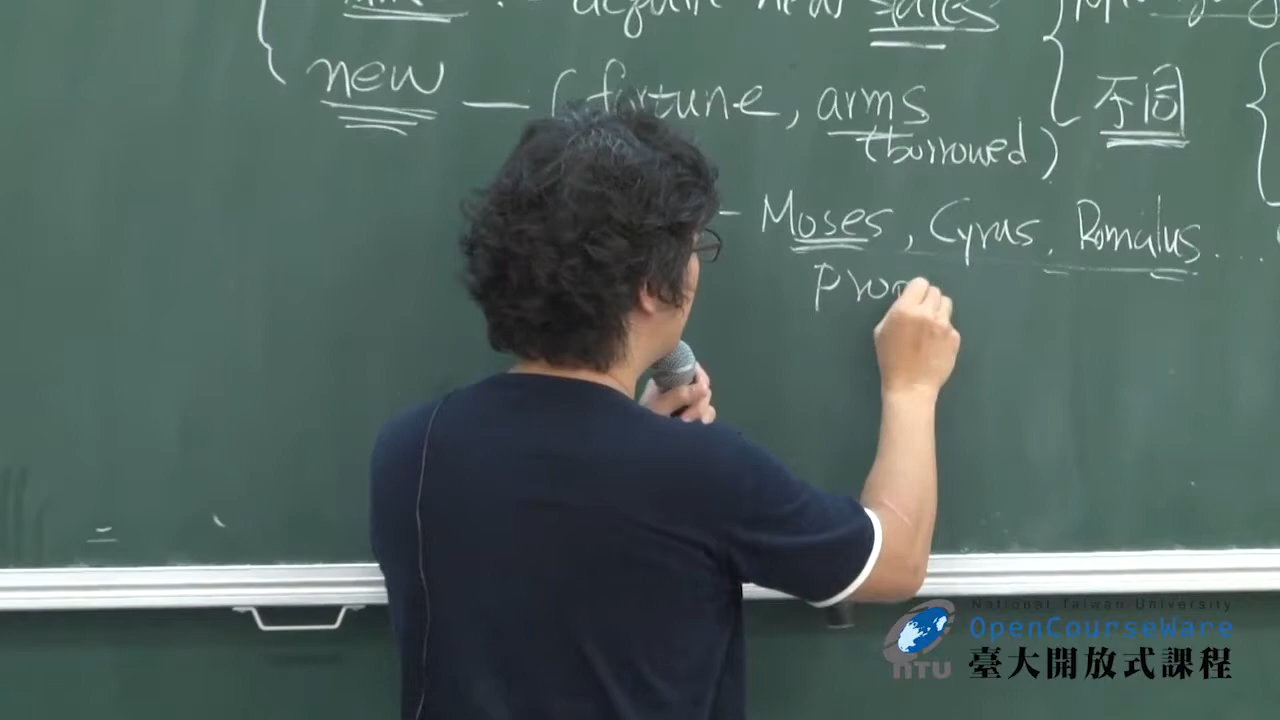 : - acquire new states
new — (fortune, arms
不同
(borrowed)
- Moses, Cyrus, Romulus....
pro
National Taiwan University
OpenCourseWare
NTU
臺大開放式課程